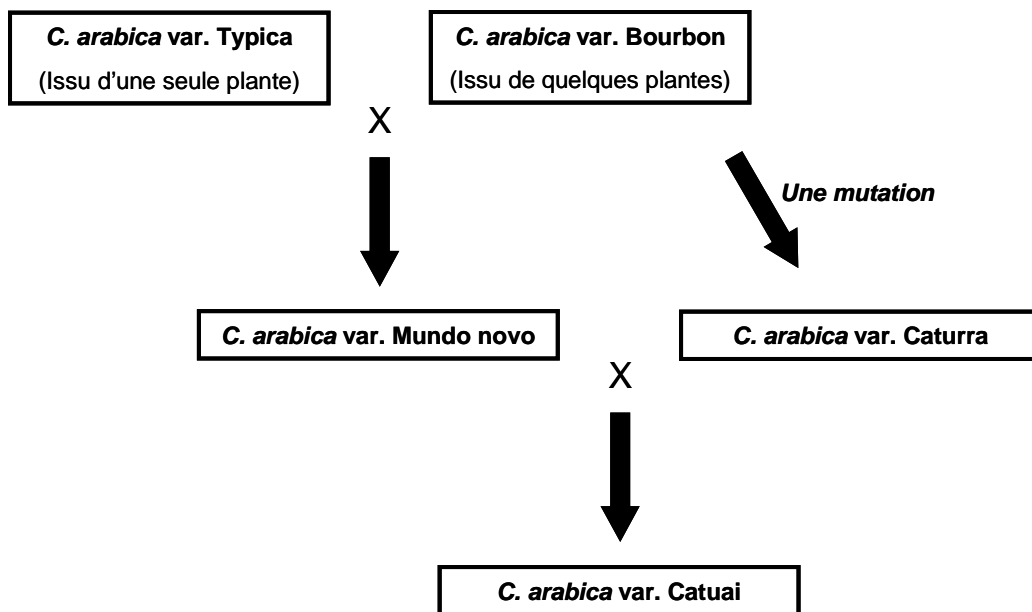 C. arabica var. Typica
(Issu d'une seule plante)
C. arabica var. Bourbon
(Issu de quelques plantes)
X
Une mutation
C. arabica var. Mundo novo
C. arabica var. Caturra
X
C. arabica var. Catuai